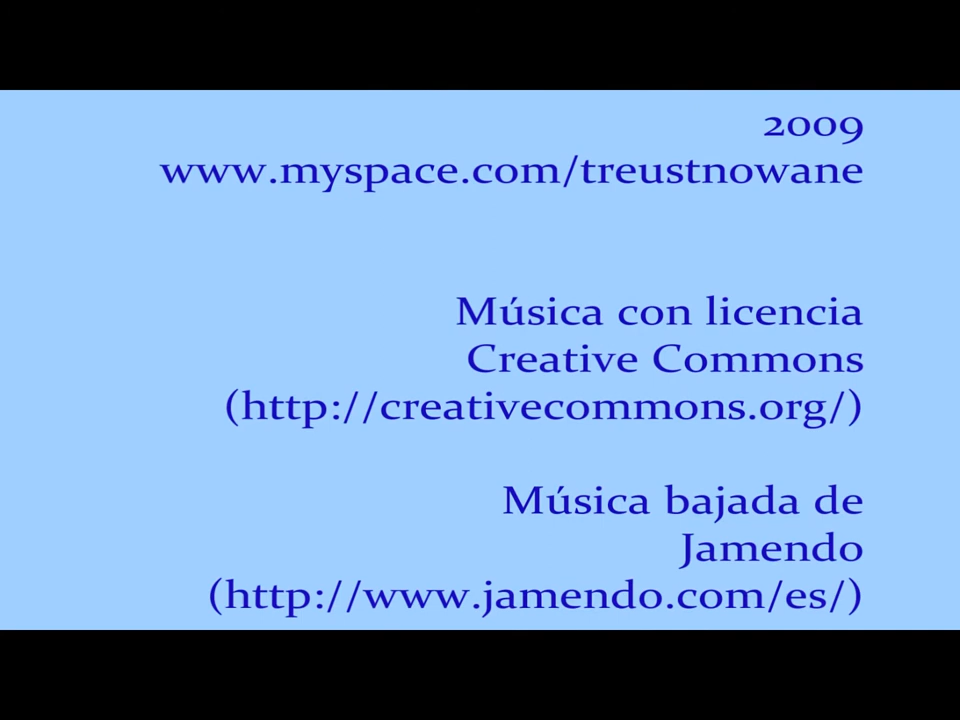 2009
www.myspace.com/treustnowane
Música con licencia
Creative Commons
(http://creativecommons.org/)
Música bajada de
Jamendo
(http://www.jamendo.com/es/)